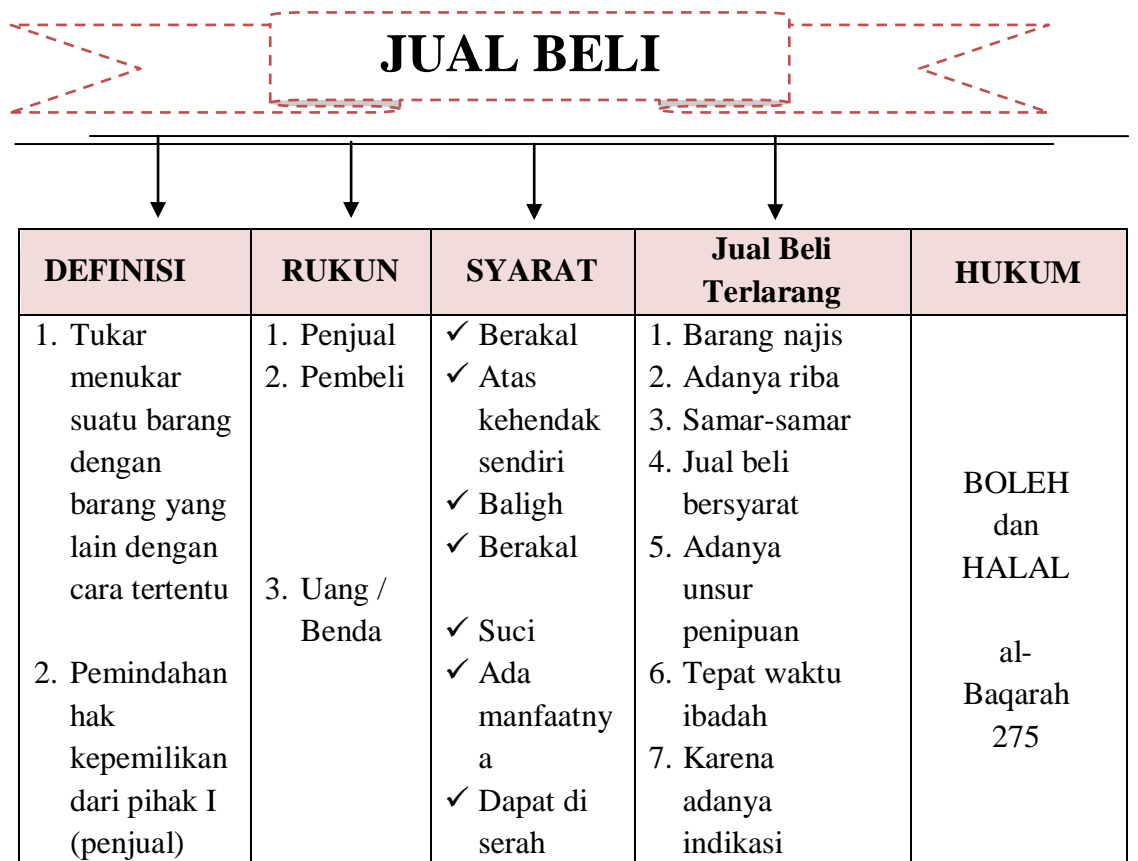 JUAL BELI
DEFINISI
RUKUN
SYARAT
Jual Beli
Terlarang
HUKUM
1. Tukar
menukar
suatu barang
dengan
barang yang
lain dengan
cara tertentu
2. Pemindahan
hak
kepemilikan
dari pihak I
(penjual)
1. Penjual
2. Pembeli
3. Uang /
Benda
✓ Berakal
✓ Atas
kehendak
sendiri
✓ Baligh
✓ Berakal
✓ Suci
✓ Ada
manfaatny
a
✓ Dapat di
serah
1. Barang najis
2. Adanya riba
3. Samar-samar
4. Jual beli
bersyarat
5. Adanya
unsur
penipuan
6. Tepat waktu
ibadah
7. Karena
adanya
indikasi
BOLEH
dan
HALAL
al-
Baqarah
275